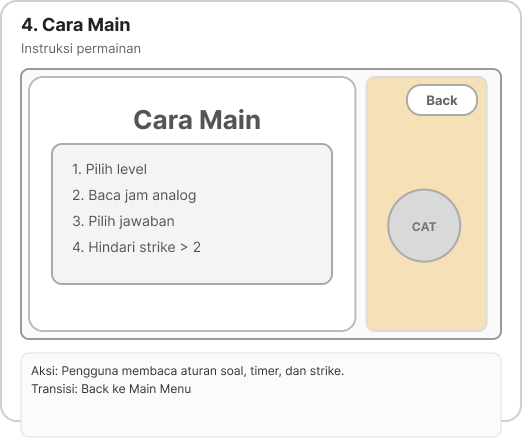 4. Cara Main
Instruksi permainan
Back
Cara Main
1. Pilih level
2. Baca jam analog
3. Pilih jawaban
4. Hindari strike > 2
CAT
Aksi: Pengguna membaca aturan soal, timer, dan strike.
Transisi: Back ke Main Menu